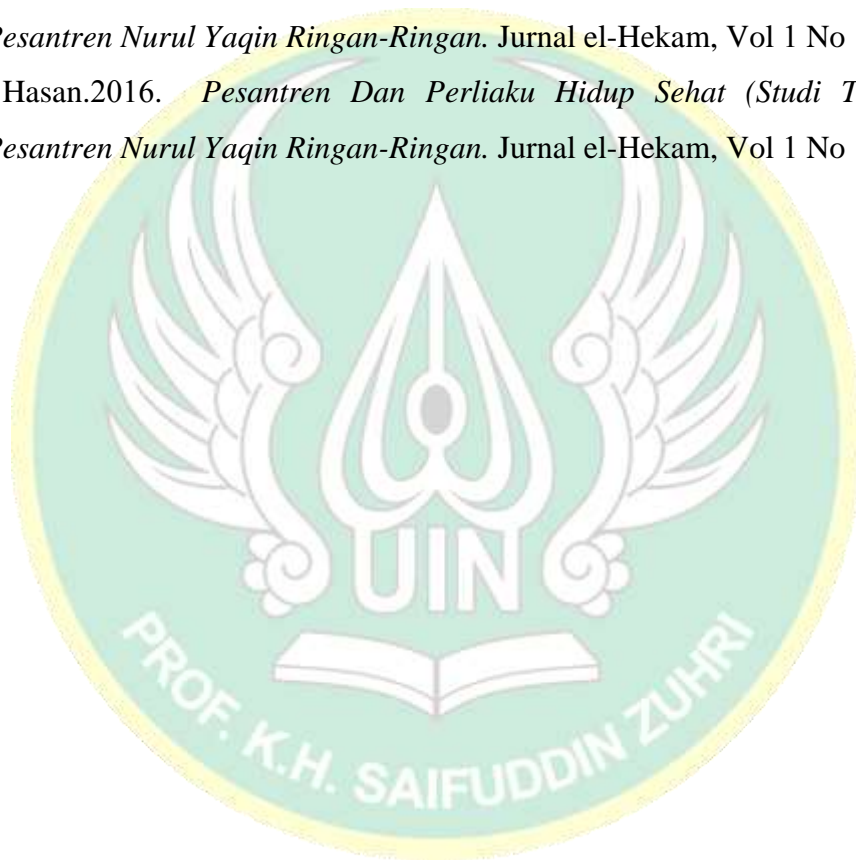 Pesantren Nurul Yaqin Ringan-Ringan. Jurnal el-Hekam, Vol 1 No
Hasan.2016. Pesantren Dan Perliaku Hidup Sehat (Studi T
Pesantren Nurul Yaqin Ringan-Ringan. Jurnal el-Hekam, Vol 1 No
UIN
PROF. K.H. SAIFUDDIN ZUHRI